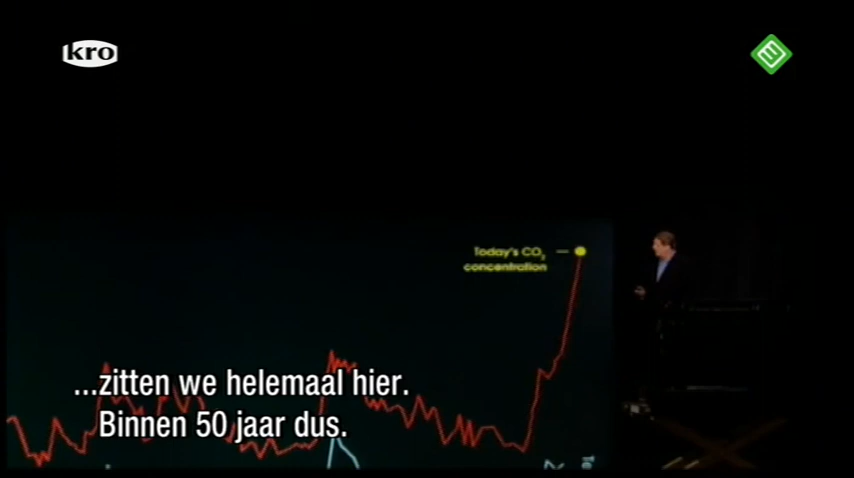 kro
Today's CO₂
concentration
...zitten we helemaal hier.
Binnen 50 jaar dus.